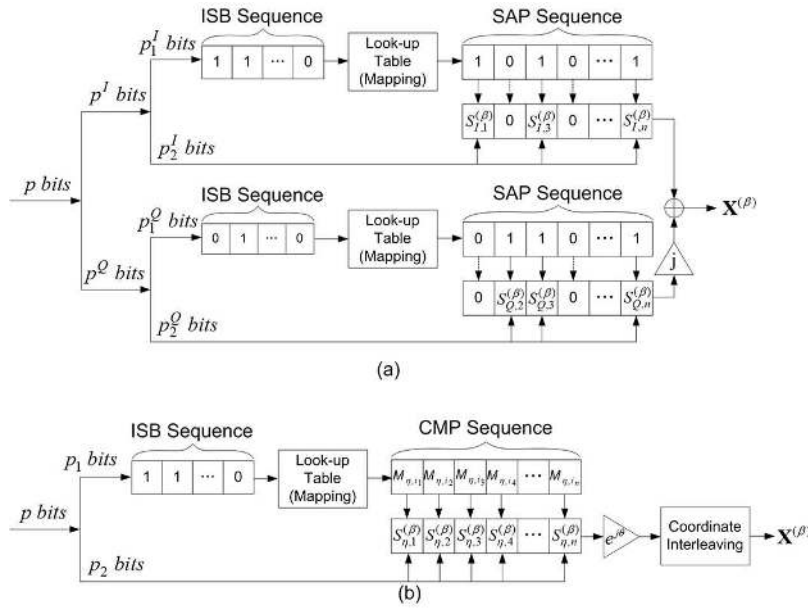 ISB Sequence SAP Sequence
p_1^I bits
1 1 ··· 0
Look-up
Table
(Mapping)
1 0 1 0 ··· 1
p^I bits
S_{I,1}^{(β)} 0 S_{I,3}^{(β)} 0 ··· S_{I,n}^{(β)}
p_2^I bits
p bits
ISB Sequence SAP Sequence
X^{(β)}
p_1^Q bits
0 1 ··· 0
Look-up
Table
(Mapping)
0 1 1 0 ··· 1
j
p^Q bits
0 S_{Q,2}^{(β)} S_{Q,3}^{(β)} 0 ··· S_{Q,n}^{(β)}
p_2^Q bits
(a)
ISB Sequence CMP Sequence
p_1 bits
1 1 ··· 0
Look-up
Table
(Mapping)
M_{η,i_1} M_{η,i_2} M_{η,i_3} M_{η,i_4} ··· M_{η,i_n}
p bits
S_{η,1}^{(β)} S_{η,2}^{(β)} S_{η,3}^{(β)} S_{η,4}^{(β)} ··· S_{η,n}^{(β)}
e^{jθ}
Coordinate
Interleaving
X^{(β)}
p_2 bits
(b)